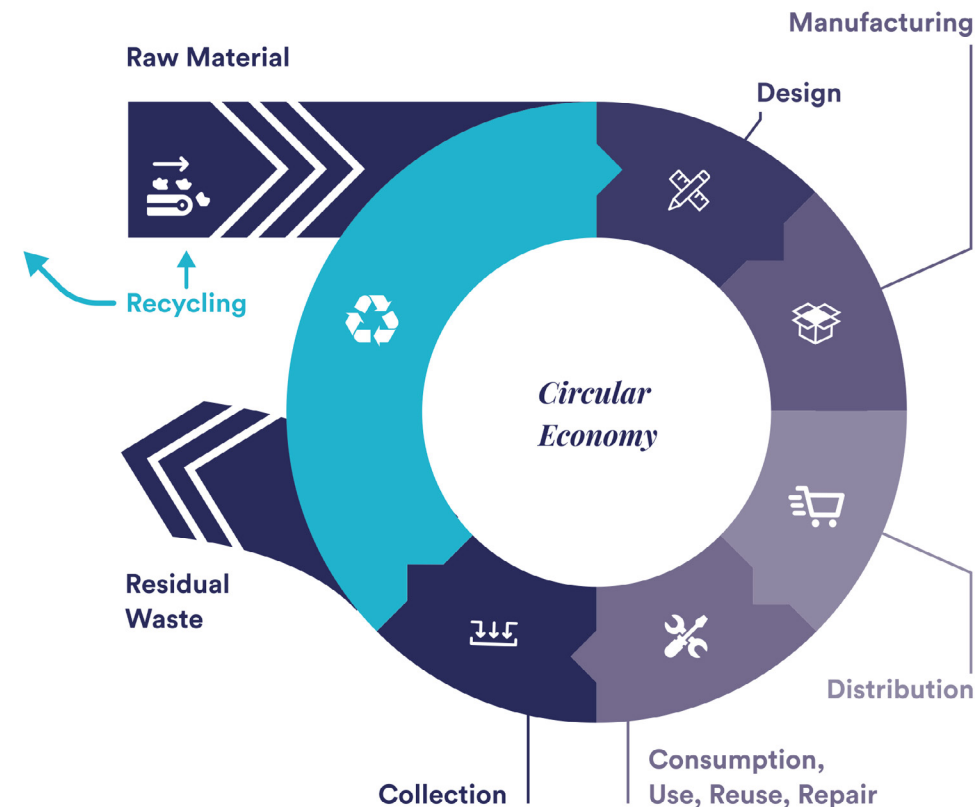 Manufacturing
Raw Material
Design
Recycling
Circular
Economy
Residual
Waste
Distribution
Consumption,
Use, Reuse, Repair
Collection